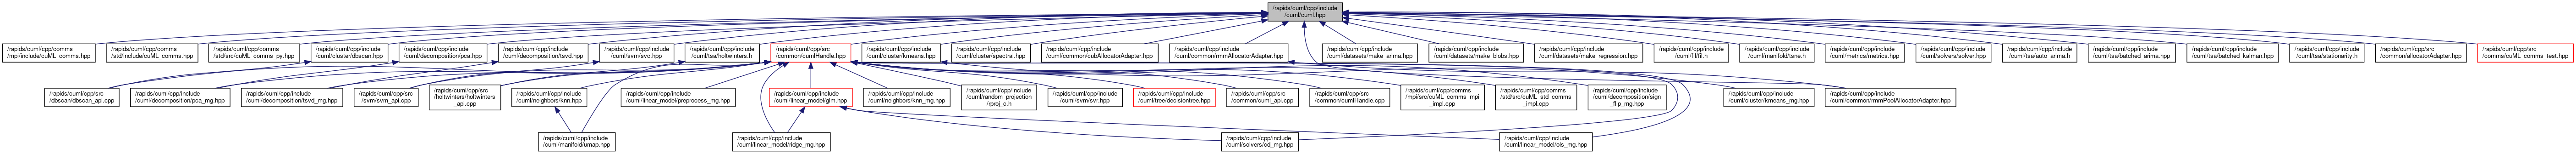 /rapids/cuml/cpp/include
/cuml/cuml.hpp
/rapids/cuml/cpp/comms
/mpi/include/cuML_comms.hpp
/rapids/cuml/cpp/comms
/std/include/cuML_comms.hpp
/rapids/cuml/cpp/comms
/std/src/cuML_comms_py.cpp
/rapids/cuml/cpp/include
/cuml/cluster/dbscan.hpp
/rapids/cuml/cpp/include
/cuml/decomposition/pca.hpp
/rapids/cuml/cpp/include
/cuml/decomposition/tsvd.hpp
/rapids/cuml/cpp/include
/cuml/svm/svc.hpp
/rapids/cuml/cpp/include
/cuml/tsa/holtwinters.h
/rapids/cuml/cpp/src
/common/cumlHandle.hpp
/rapids/cuml/cpp/include
/cuml/cluster/kmeans.hpp
/rapids/cuml/cpp/include
/cuml/cluster/spectral.hpp
/rapids/cuml/cpp/include
/cuml/common/cubAllocatorAdapter.hpp
/rapids/cuml/cpp/include
/cuml/common/rmmAllocatorAdapter.hpp
/rapids/cuml/cpp/include
/cuml/datasets/make_arima.hpp
/rapids/cuml/cpp/include
/cuml/datasets/make_blobs.hpp
/rapids/cuml/cpp/include
/cuml/datasets/make_regression.hpp
/rapids/cuml/cpp/include
/cuml/fil/fil.h
/rapids/cuml/cpp/include
/cuml/manifold/tsne.h
/rapids/cuml/cpp/include
/cuml/metrics/metrics.hpp
/rapids/cuml/cpp/include
/cuml/solvers/solver.hpp
/rapids/cuml/cpp/include
/cuml/tsa/auto_arima.h
/rapids/cuml/cpp/include
/cuml/tsa/batched_arima.hpp
/rapids/cuml/cpp/include
/cuml/tsa/batched_kalman.hpp
/rapids/cuml/cpp/include
/cuml/tsa/stationarity.h
/rapids/cuml/cpp/src
/common/allocatorAdapter.hpp
/rapids/cuml/cpp/src
/comms/cuML_comms_test.hpp
/rapids/cuml/cpp/src
/dbscan/dbscan_api.cpp
/rapids/cuml/cpp/include
/cuml/decomposition/pca_mg.hpp
/rapids/cuml/cpp/include
/cuml/decomposition/tsvd_mg.hpp
/rapids/cuml/cpp/src
/svm/svm_api.cpp
/rapids/cuml/cpp/src
/holtwinters/holtwinters
_api.cpp
/rapids/cuml/cpp/include
/cuml/neighbors/knn.hpp
/rapids/cuml/cpp/include
/cuml/linear_model/preprocess_mg.hpp
/rapids/cuml/cpp/include
/cuml/linear_model/glm.hpp
/rapids/cuml/cpp/include
/cuml/neighbors/knn_mg.hpp
/rapids/cuml/cpp/include
/cuml/random_projection
/rproj_c.h
/rapids/cuml/cpp/include
/cuml/svm/svr.hpp
/rapids/cuml/cpp/include
/cuml/tree/decisiontree.hpp
/rapids/cuml/cpp/src
/common/cuml_api.cpp
/rapids/cuml/cpp/src
/common/cumlHandle.cpp
/rapids/cuml/cpp/comms
/mpi/src/cuML_comms_mpi
_impl.cpp
/rapids/cuml/cpp/comms
/std/src/cuML_std_comms
_impl.cpp
/rapids/cuml/cpp/include
/cuml/decomposition/sign
_flip_mg.hpp
/rapids/cuml/cpp/include
/cuml/cluster/kmeans_mg.hpp
/rapids/cuml/cpp/include
/cuml/common/rmmPoolAllocatorAdapter.hpp
/rapids/cuml/cpp/include
/cuml/manifold/umap.hpp
/rapids/cuml/cpp/include
/cuml/linear_model/ridge_mg.hpp
/rapids/cuml/cpp/include
/cuml/solvers/cd_mg.hpp
/rapids/cuml/cpp/include
/cuml/linear_model/ols_mg.hpp